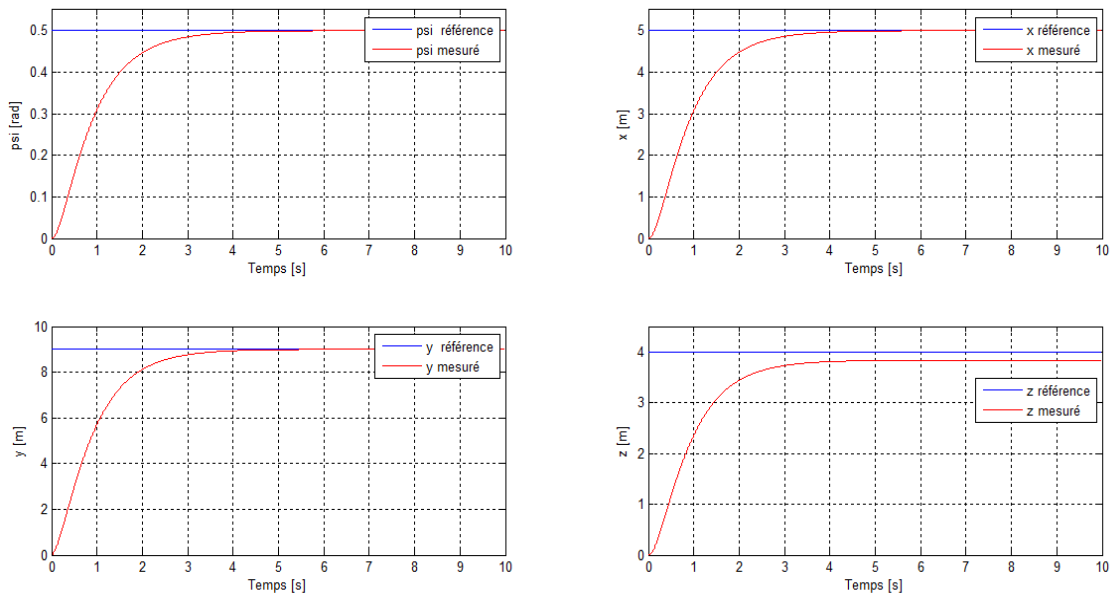 0.5
0.4
0.3
0.2
0.1
0
psi [rad]
psi référence
psi mesuré
0 1 2 3 4 5 6 7 8 9 10
Temps [s]
5
4
3
2
1
0
x [m]
x référence
x mesuré
0 1 2 3 4 5 6 7 8 9 10
Temps [s]
10
8
6
4
2
0
y [m]
y référence
y mesuré
0 1 2 3 4 5 6 7 8 9 10
Temps [s]
4
3
2
1
0
z [m]
z référence
z mesuré
0 1 2 3 4 5 6 7 8 9 10
Temps [s]